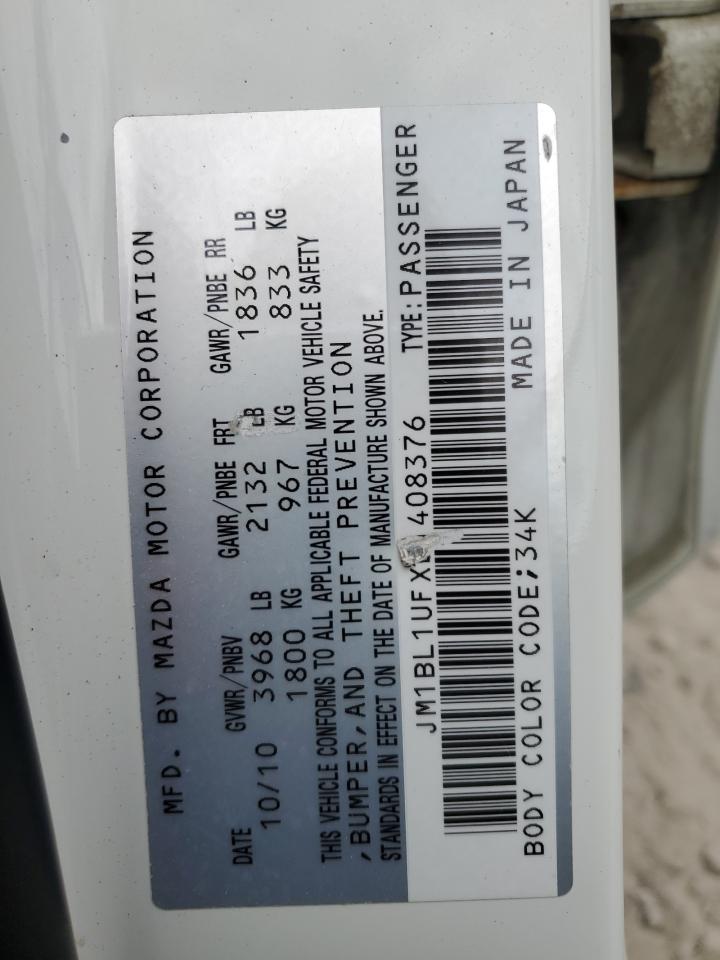 MFD. BY MAZDA MOTOR CORPORATION
DATE GVWR/PNBV GAWR/PNBE FRT GAWR/PNBE RR
10/10 3968 LB 2132 LB 1836 LB
1800 KG 967 KG 833 KG
THIS VEHICLE CONFORMS TO ALL APPLICABLE FEDERAL MOTOR VEHICLE SAFETY
,BUMPER,AND THEFT PREVENTION
STANDARDS IN EFFECT ON THE DATE OF MANUFACTURE SHOWN ABOVE.
JM1BL1UFX 408376 TYPE:PASSENGER
BODY COLOR CODE;34K MADE IN JAPAN